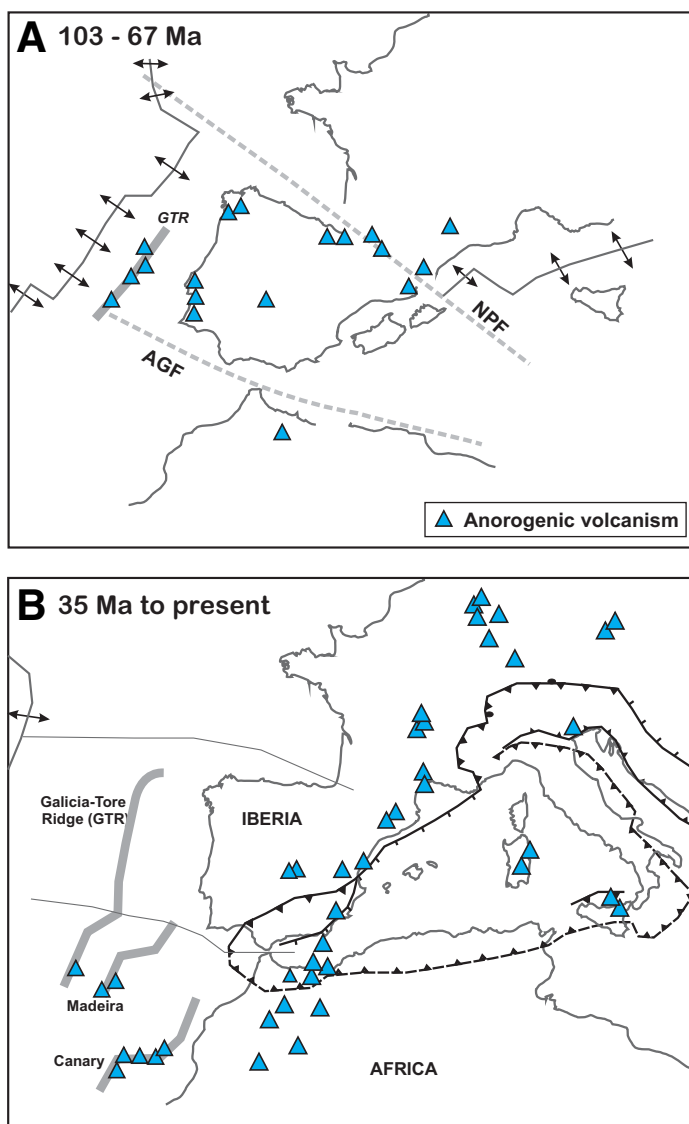 A 103 - 67 Ma
GTR
NPF
AGF
Anorogenic volcanism
B 35 Ma to present
Galicia-Tore
Ridge (GTR)
IBERIA
Madeira
Canary
AFRICA